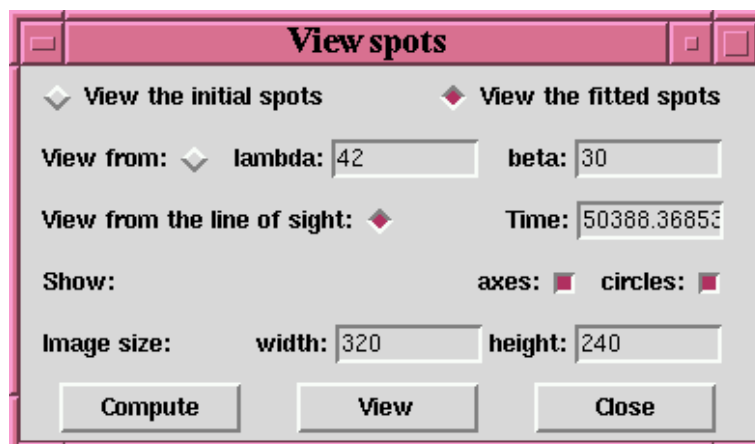 View spots
View the initial spots View the fitted spots
View from: lambda: 42 beta: 30
View from the line of sight: Time: 50388.36853
Show: axes: circles:
Image size: width: 320 height: 240
Compute View Close